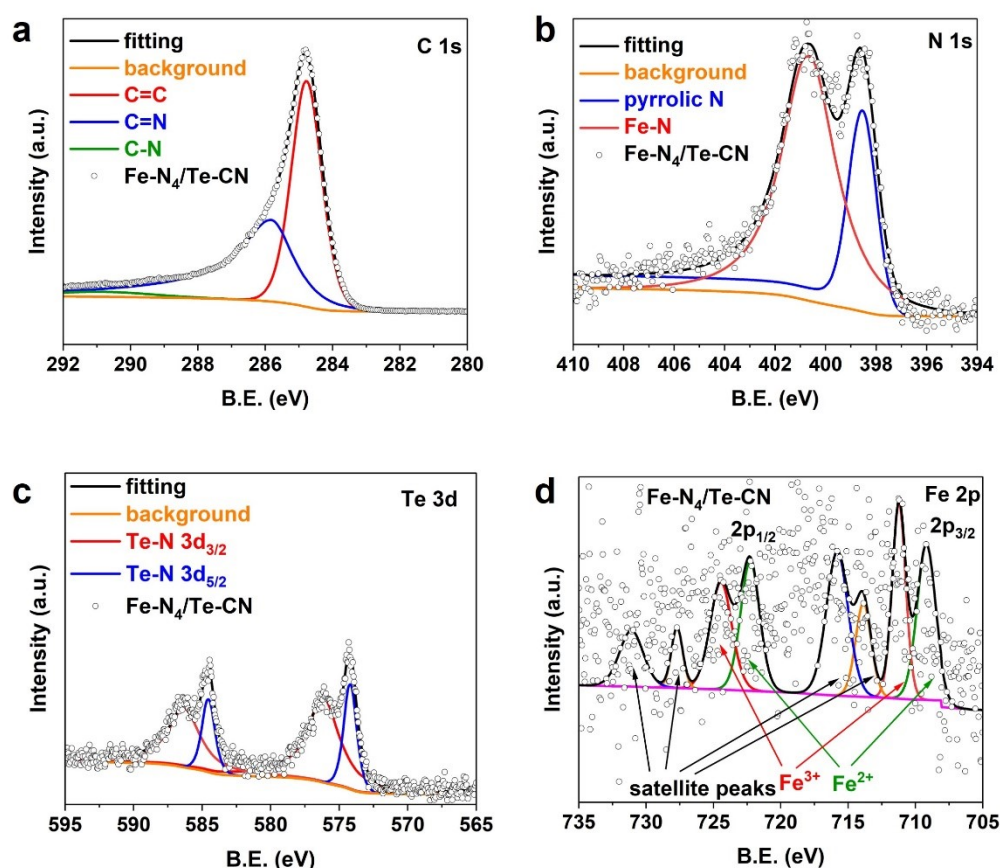 a
C 1s
fitting
background
C=C
C=N
C-N
Fe-N₄/Te-CN
Intensity (a.u.)
292 290 288 286 284 282 280
B.E. (eV)
b
N 1s
fitting
background
pyrrolic N
Fe-N
Fe-N₄/Te-CN
Intensity (a.u.)
410 408 406 404 402 400 398 396 394
B.E. (eV)
c
Te 3d
fitting
background
Te-N 3d₃/₂
Te-N 3d₅/₂
Fe-N₄/Te-CN
Intensity (a.u.)
595 590 585 580 575 570 565
B.E. (eV)
d
Fe-N₄/Te-CN
Fe 2p
2p₁/₂
2p₃/₂
satellite peaks
Fe³⁺
Fe²⁺
Intensity (a.u.)
735 730 725 720 715 710 705
B.E. (eV)